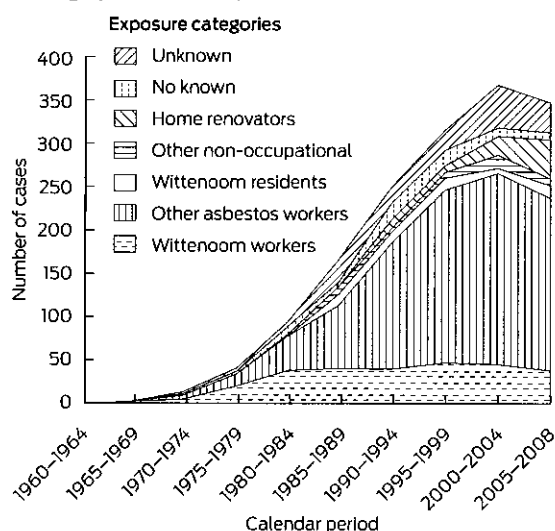 Exposure categories
Unknown
No known
Home renovators
Other non-occupational
Wittenoom residents
Other asbestos workers
Wittenoom workers
400
350
300
250
200
150
100
50
0
Number of cases
1960–1964
1965–1969
1970–1974
1975–1979
1980–1984
1985–1989
1990–1994
1995–1999
2000–2004
2005–2008
Calendar period